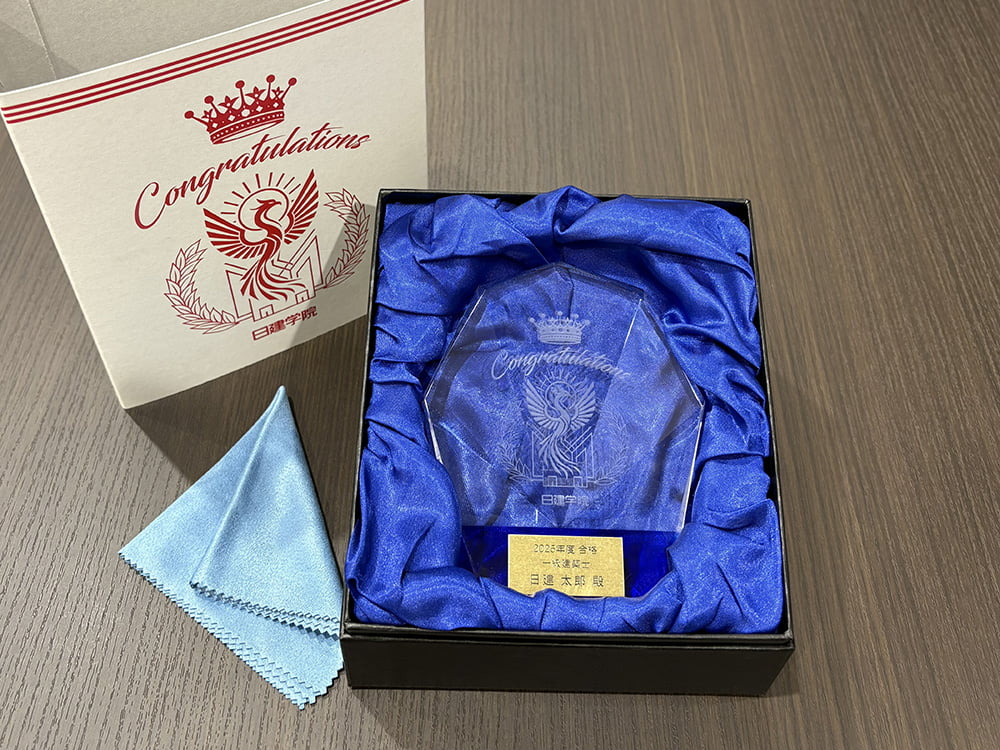 Congratulations
日建学院
Congratulations
日建学院
2025年度 合格
一級建築士
日建 太郎 殿